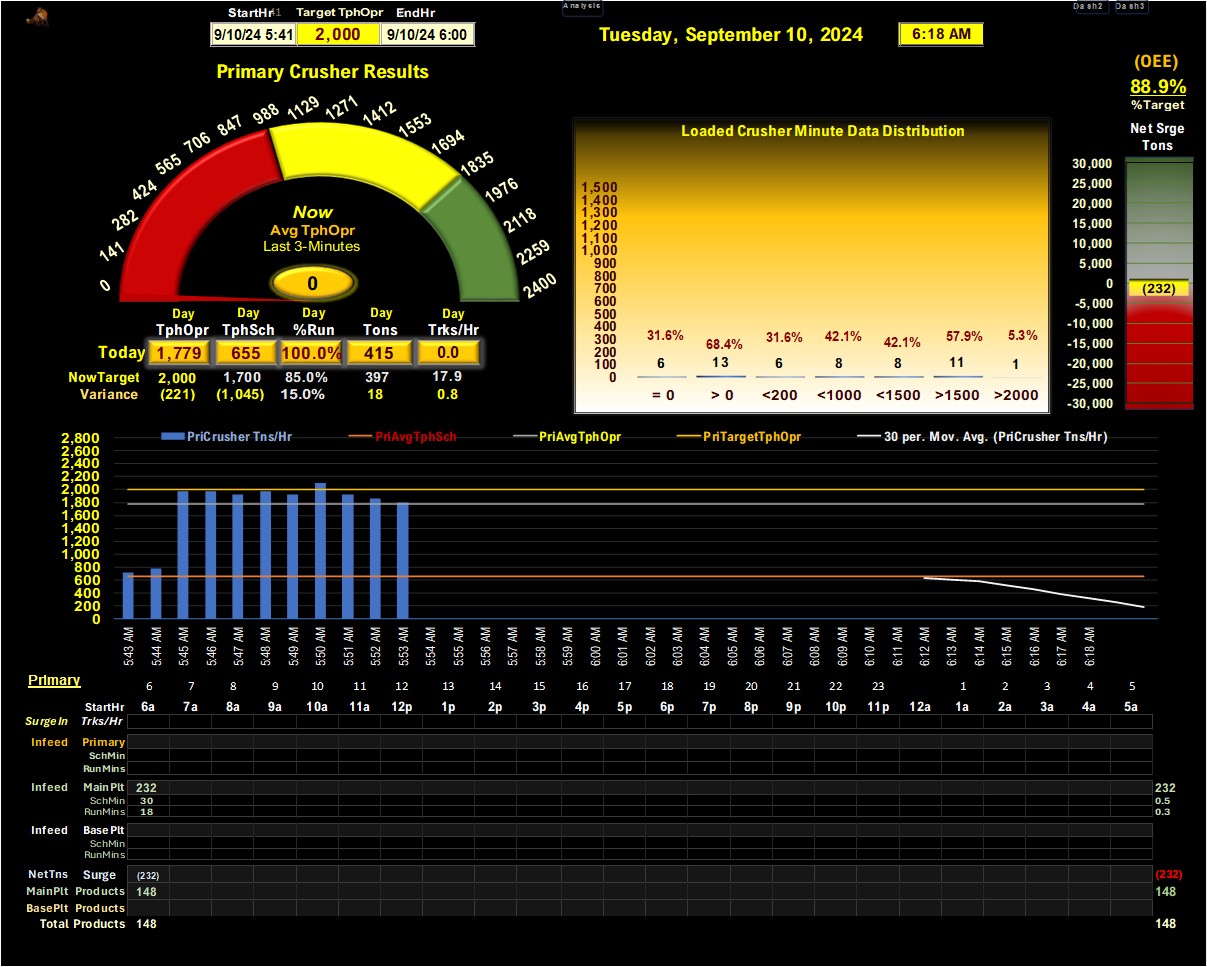 StartHr 41 Target TphOpr EndHr
9/10/24 5:41 2,000 9/10/24 6:00
Analysis
Tuesday, September 10, 2024
6:18 AM
Dash2 Dash3
(OEE)
88.9%
%Target
Net Srge
Tons
30,000
25,000
20,000
15,000
10,000
5,000
0
(232)
-5,000
-10,000
-15,000
-20,000
-25,000
-30,000
Primary Crusher Results
0 141 282 424 565 706 847 988 1129 1271 1412 1553 1694 1835 1976 2118 2259 2400
Now
Avg TphOpr
Last 3-Minutes
0
Day Day Day Day Day
TphOpr TphSch %Run Tons Trks/Hr
Today 1,779 655 100.0% 415 0.0
NowTarget 2,000 1,700 85.0% 397 17.9
Variance (221) (1,045) 15.0% 18 0.8
Loaded Crusher Minute Data Distribution
1,500
1,400
1,300
1,200
1,100
1,000
900
800
700
600
500
400
300
200
100
0
31.6% 68.4% 31.6% 42.1% 42.1% 57.9% 5.3%
6 13 6 8 8 11 1
= 0 > 0 <200 <1000 <1500 >1500 >2000
PriCrusher Tns/Hr PriAvgTphSch PriAvgTphOpr PriTargetTphOpr 30 per. Mov. Avg. (PriCrusher Tns/Hr)
2,800
2,600
2,400
2,200
2,000
1,800
1,600
1,400
1,200
1,000
800
600
400
200
0
5:43 AM 5:44 AM 5:45 AM 5:46 AM 5:47 AM 5:48 AM 5:49 AM 5:50 AM 5:51 AM 5:52 AM 5:53 AM 5:54 AM 5:55 AM 5:56 AM 5:57 AM 5:58 AM 5:59 AM 6:00 AM 6:01 AM 6:02 AM 6:03 AM 6:04 AM 6:05 AM 6:06 AM 6:07 AM 6:08 AM 6:09 AM 6:10 AM 6:11 AM 6:12 AM 6:13 AM 6:14 AM 6:15 AM 6:16 AM 6:17 AM 6:18 AM
Primary
6 7 8 9 10 11 12 13 14 15 16 17 18 19 20 21 22 23 1 2 3 4 5
StartHr 6a 7a 8a 9a 10a 11a 12p 1p 2p 3p 4p 5p 6p 7p 8p 9p 10p 11p 12a 1a 2a 3a 4a 5a
SurgeIn Trks/Hr
Infeed Primary
SchMin
RunMins
Infeed MainPlt 232 232
SchMin 30 0.5
RunMins 18 0.3
Infeed BasePlt
SchMin
RunMins
NetTns Surge (232) (232)
MainPlt Products 148 148
BasePlt Products
Total Products 148 148